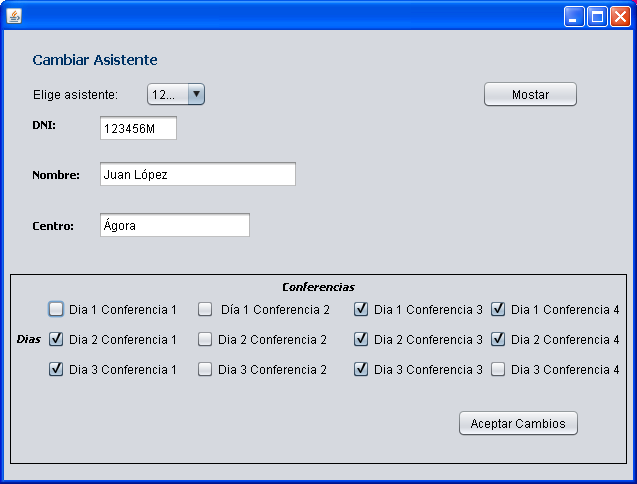 Cambiar Asistente
Elige asistente: 12... Mostar
DNI: 123456M
Nombre: Juan López
Centro: Ágora
Conferencias
Dia 1 Conferencia 1 Día 1 Conferencia 2 Dia 1 Conferencia 3 Dia 1 Conferencia 4
Dias Dia 2 Conferencia 1 Dia 2 Conferencia 2 Dia 2 Conferencia 3 Dia 2 Conferencia 4
Dia 3 Conferencia 1 Dia 3 Conferencia 2 Dia 3 Conferencia 3 Dia 3 Conferencia 4
Aceptar Cambios